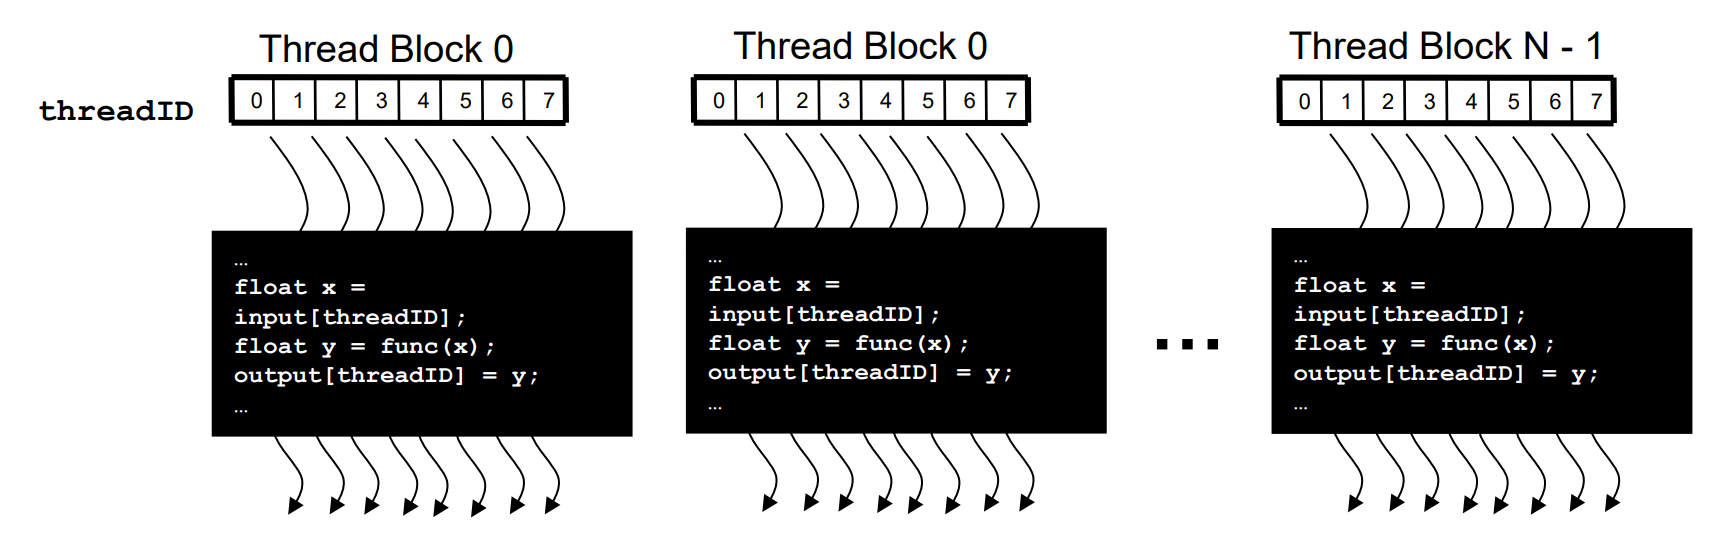 Thread Block 0
Thread Block 0
Thread Block N - 1
threadID
0 1 2 3 4 5 6 7
0 1 2 3 4 5 6 7
0 1 2 3 4 5 6 7
…
float x =
input[threadID];
float y = func(x);
output[threadID] = y;
…
…
float x =
input[threadID];
float y = func(x);
output[threadID] = y;
…
...
…
float x =
input[threadID];
float y = func(x);
output[threadID] = y;
…